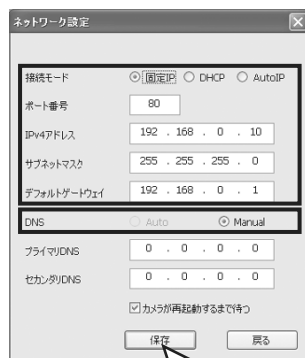 ネットワーク設定
接続モード 固定IP DHCP AutoIP
ポート番号 80
IPv4アドレス 192 . 168 . 0 . 10
サブネットマスク 255 . 255 . 255 . 0
デフォルトゲートウェイ 192 . 168 . 0 . 1
DNS Auto Manual
プライマリDNS 0 . 0 . 0 . 0
セカンダリDNS 0 . 0 . 0 . 0
カメラが再起動するまで待つ
保存 戻る